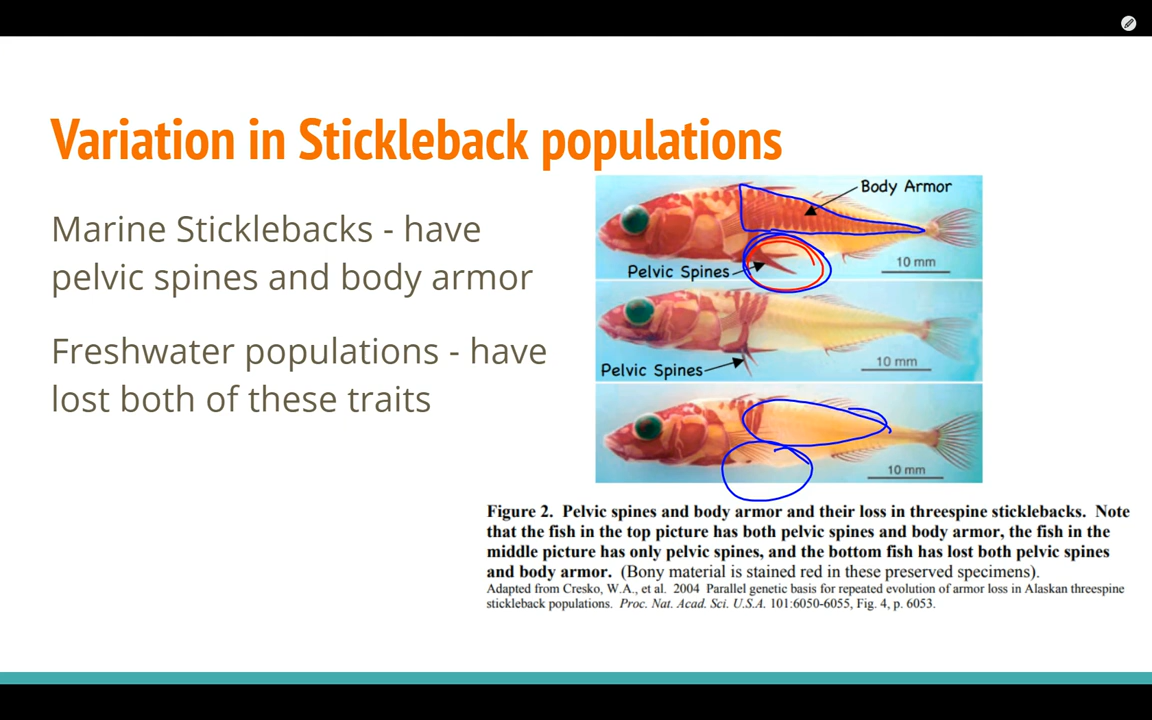 Variation in Stickleback populations
Marine Sticklebacks - have
pelvic spines and body armor
Freshwater populations - have
lost both of these traits
Body Armor
Pelvic Spines
10 mm
Pelvic Spines
10 mm
10 mm
Figure 2. Pelvic spines and body armor and their loss in threespine sticklebacks. Note
that the fish in the top picture has both pelvic spines and body armor, the fish in the
middle picture has only pelvic spines, and the bottom fish has lost both pelvic spines
and body armor. (Bony material is stained red in these preserved specimens).
Adapted from Cresko, W.A., et al. 2004 Parallel genetic basis for repeated evolution of armor loss in Alaskan threespine
stickleback populations. Proc. Nat. Acad. Sci. U.S.A. 101:6050-6055, Fig. 4, p. 6053.